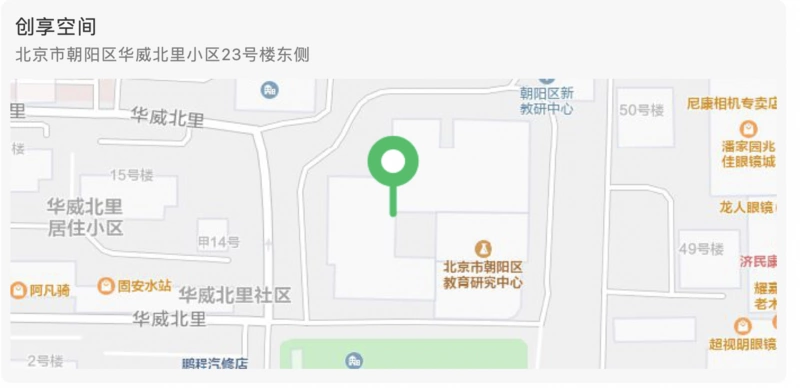 创享空间
北京市朝阳区华威北里小区23号楼东侧
朝阳区新
教研中心
50号楼
尼康相机专卖店
里
华威北里
潘家园兆
佳眼镜城
楼
15号楼
华威北里
居住小区
龙人眼镜
甲14号
49号楼
北京市朝阳区
教育研究中心
济民康
阿凡骑
固安水站
华威北里社区
耀嘉
老木
华威北里
超视明眼镜
2号楼
鹏程汽修店